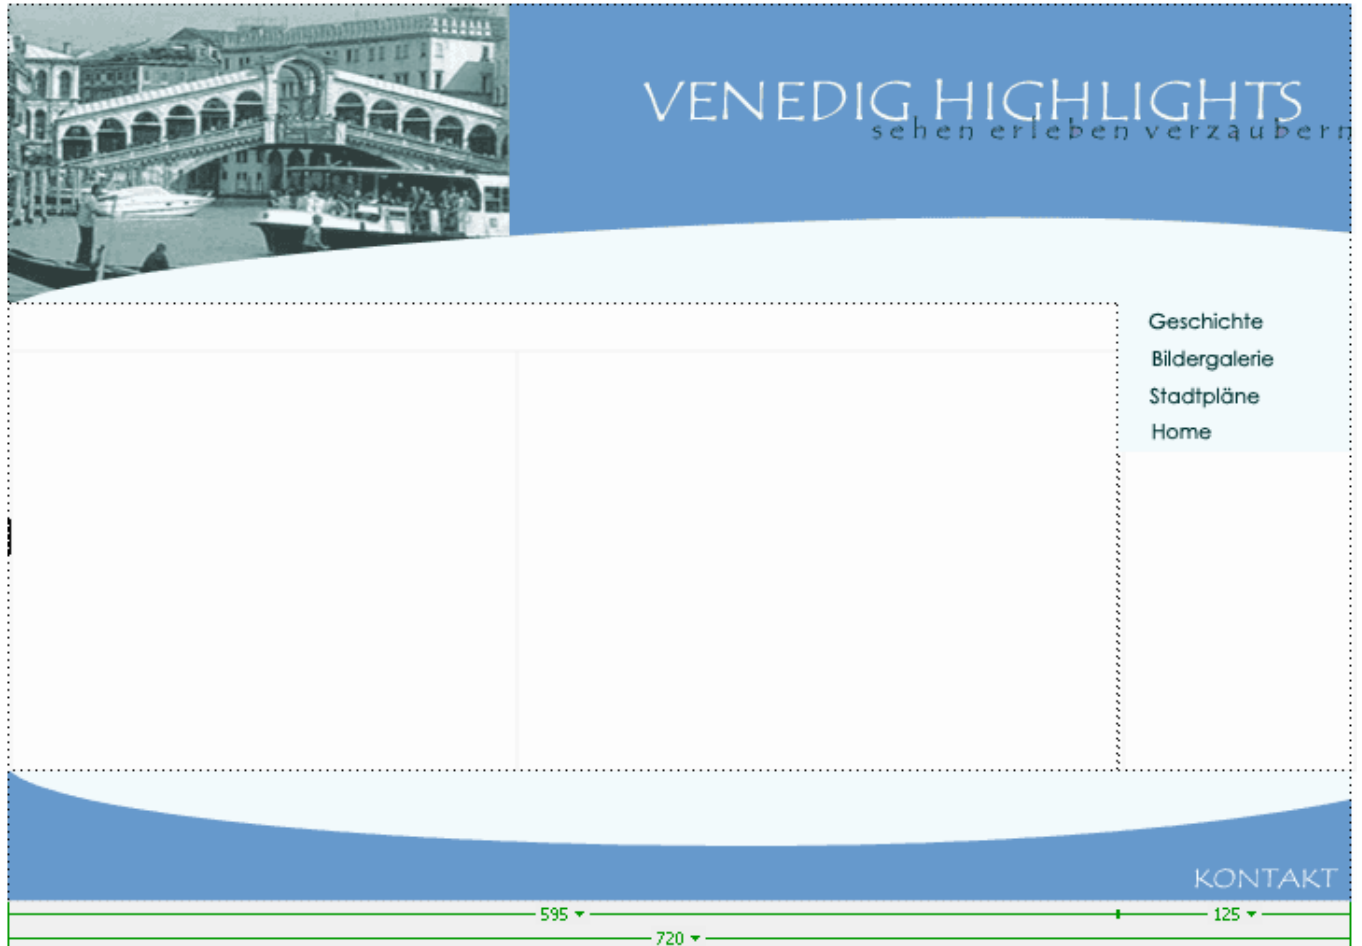 VENEDIG HIGHLIGHTS
sehen erleben verzaubern
Geschichte
Bildergalerie
Stadtpläne
Home
KONTAKT
595
125
720